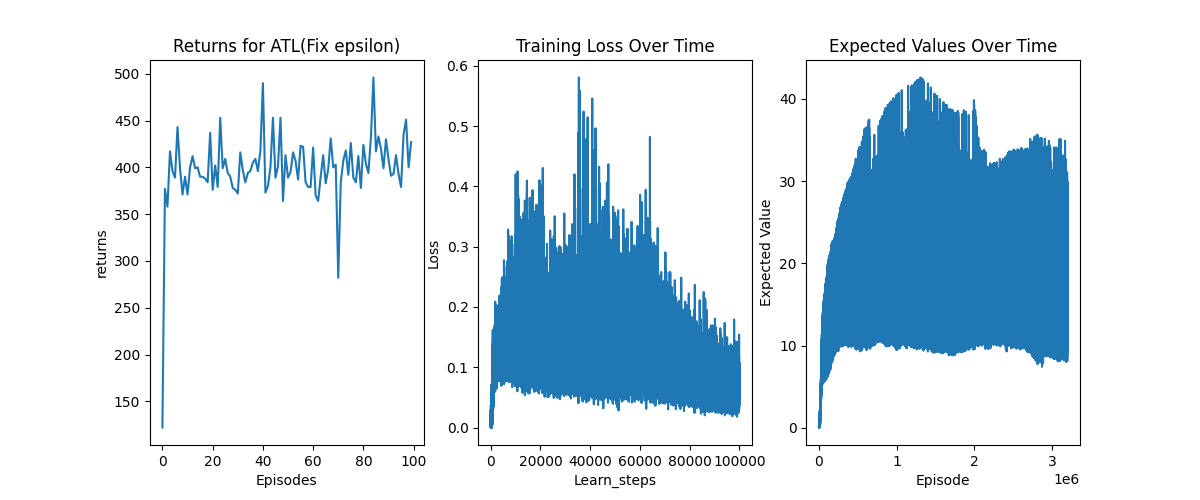 Returns for ATL(Fix epsilon)
500
450
400
350
300
250
200
150
returns
0 20 40 60 80 100
Episodes
Training Loss Over Time
0.6
0.5
0.4
0.3
0.2
0.1
0.0
Loss
0 20000 40000 60000 80000 100000
Learn_steps
Expected Values Over Time
40
30
20
10
0
Expected Value
0 1 2 3
1e6
Episode